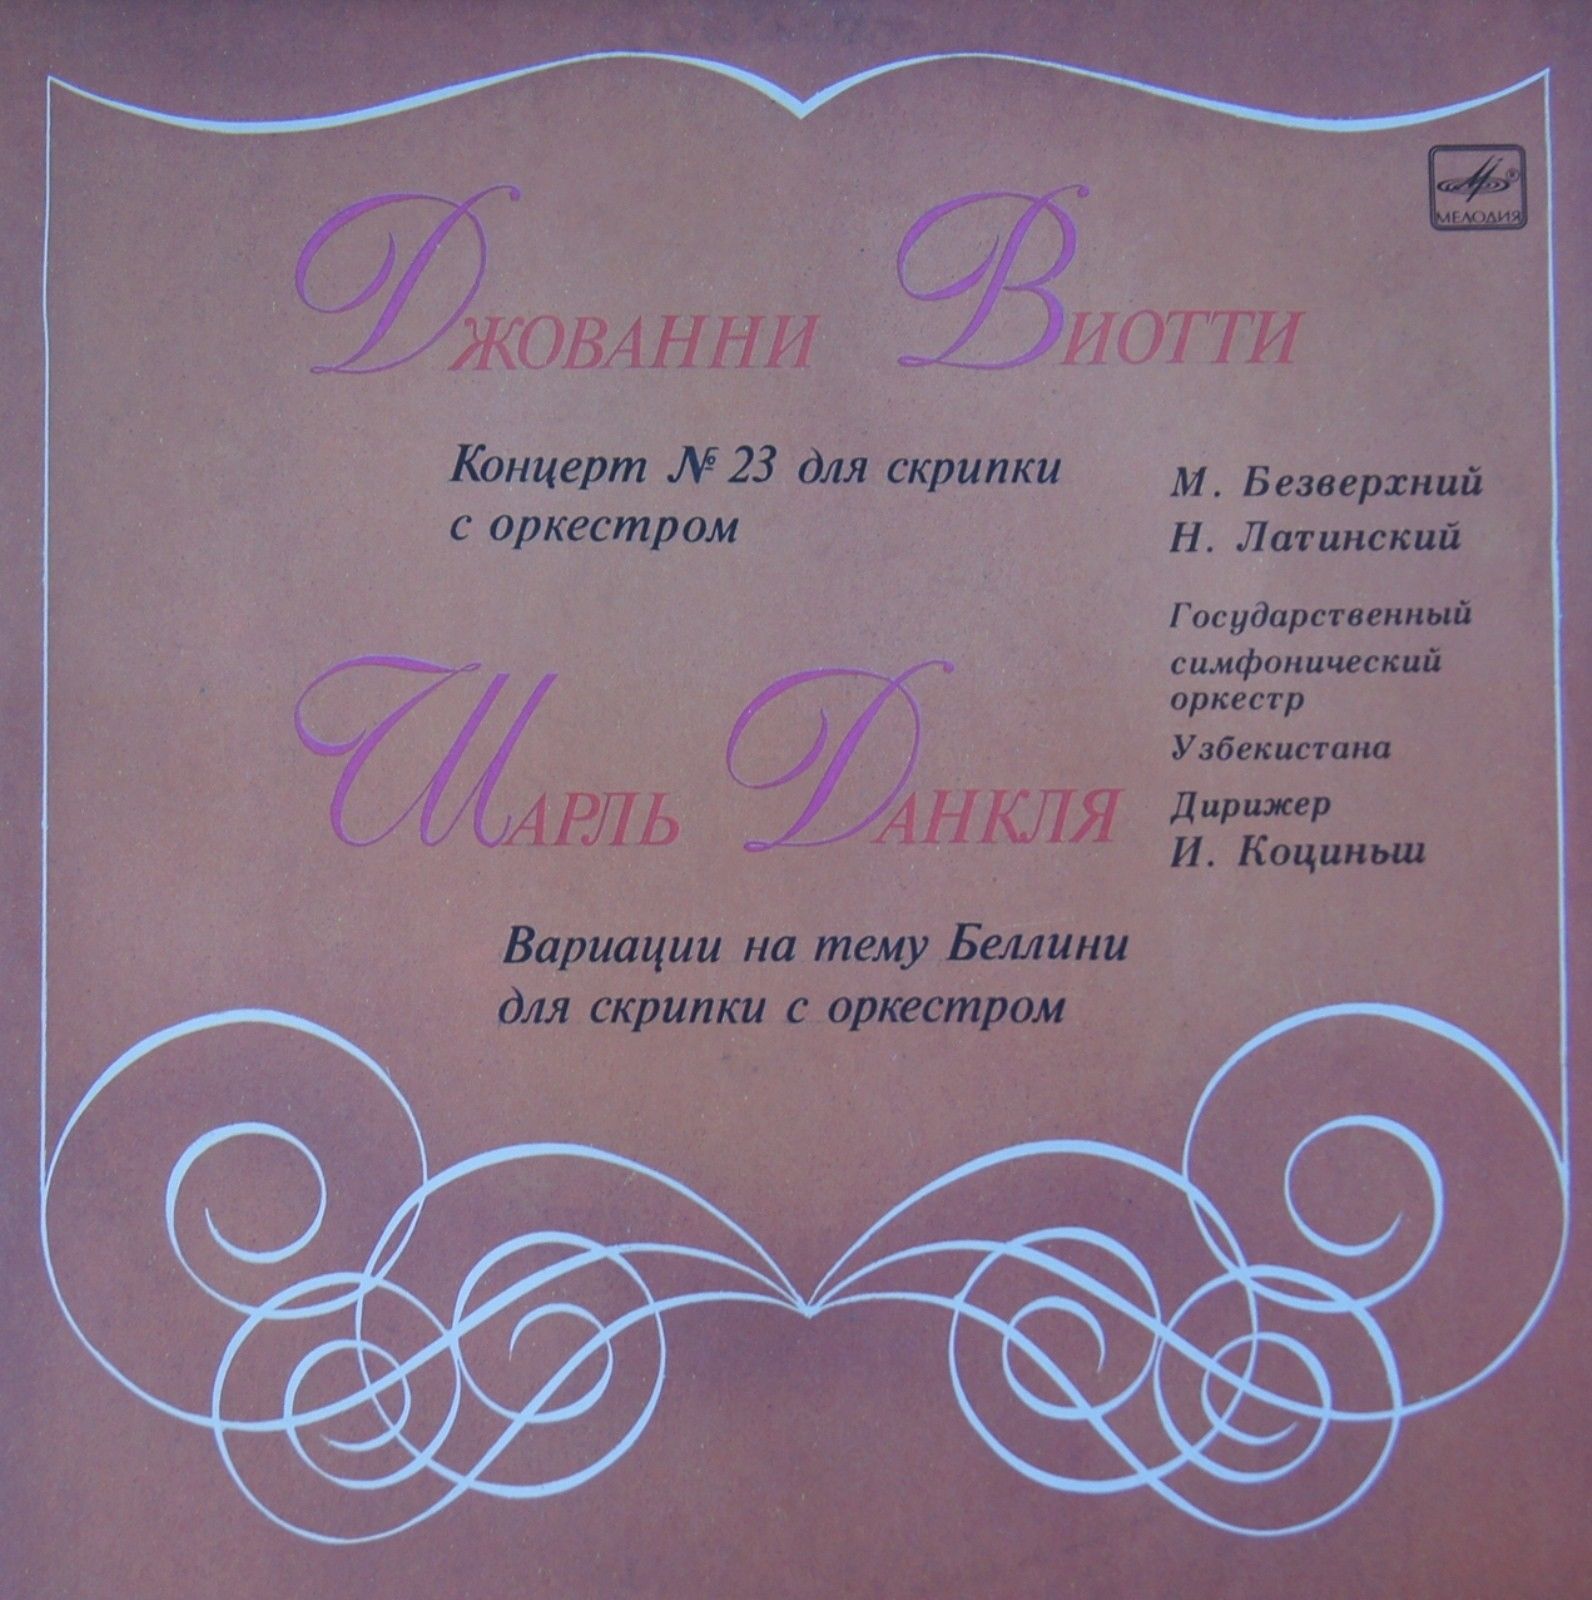 МЕЛОДИЯ
Джованни Виотти
Концерт № 23 для скрипки
с оркестром
М. Безверхний
Н. Латинский
Государственный
симфонический
оркестр
Узбекистана
Дирижер
И. Коциньш
Шарль Данкля
Вариации на тему Беллини
для скрипки с оркестром